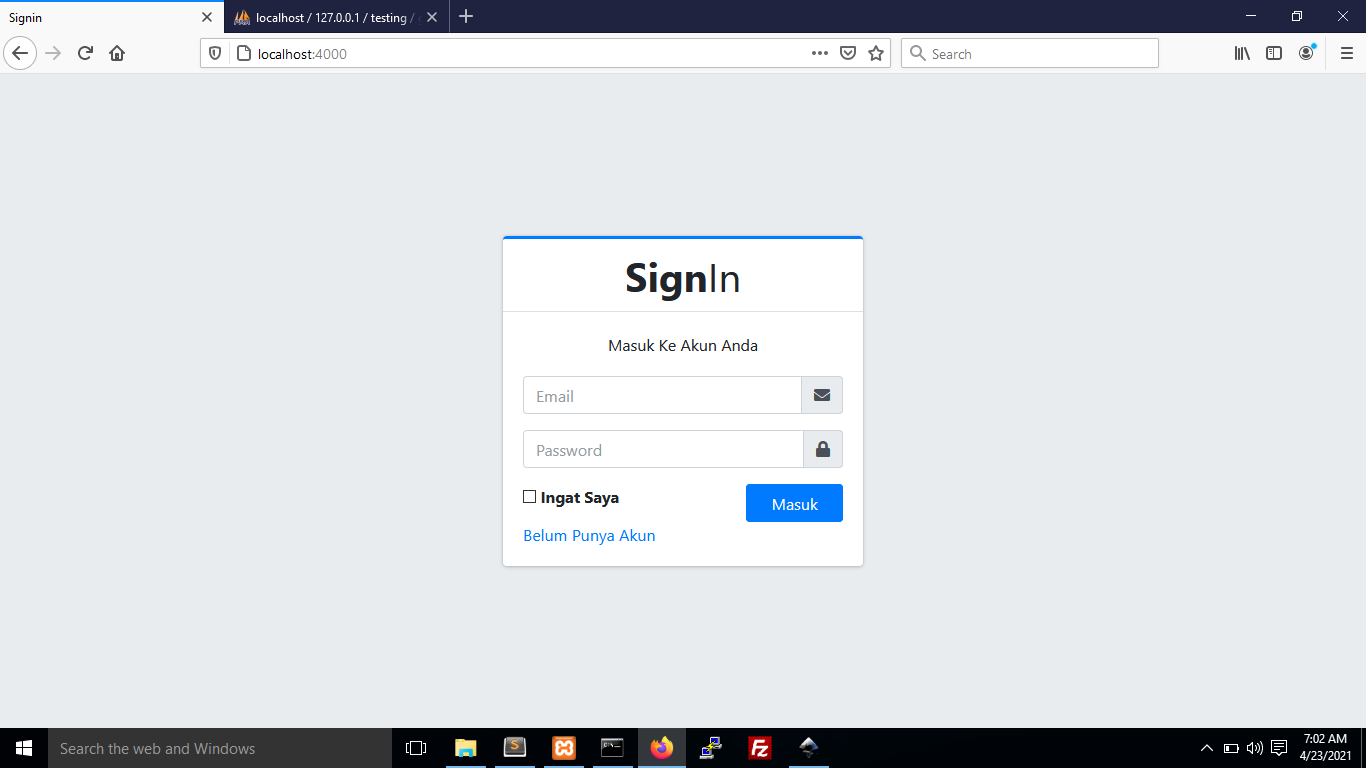 Signin
localhost / 127.0.0.1 / testing /
localhost:4000
Search
SignIn
Masuk Ke Akun Anda
Email
Password
Ingat Saya
Masuk
Belum Punya Akun
Search the web and Windows
7:02 AM
4/23/2021